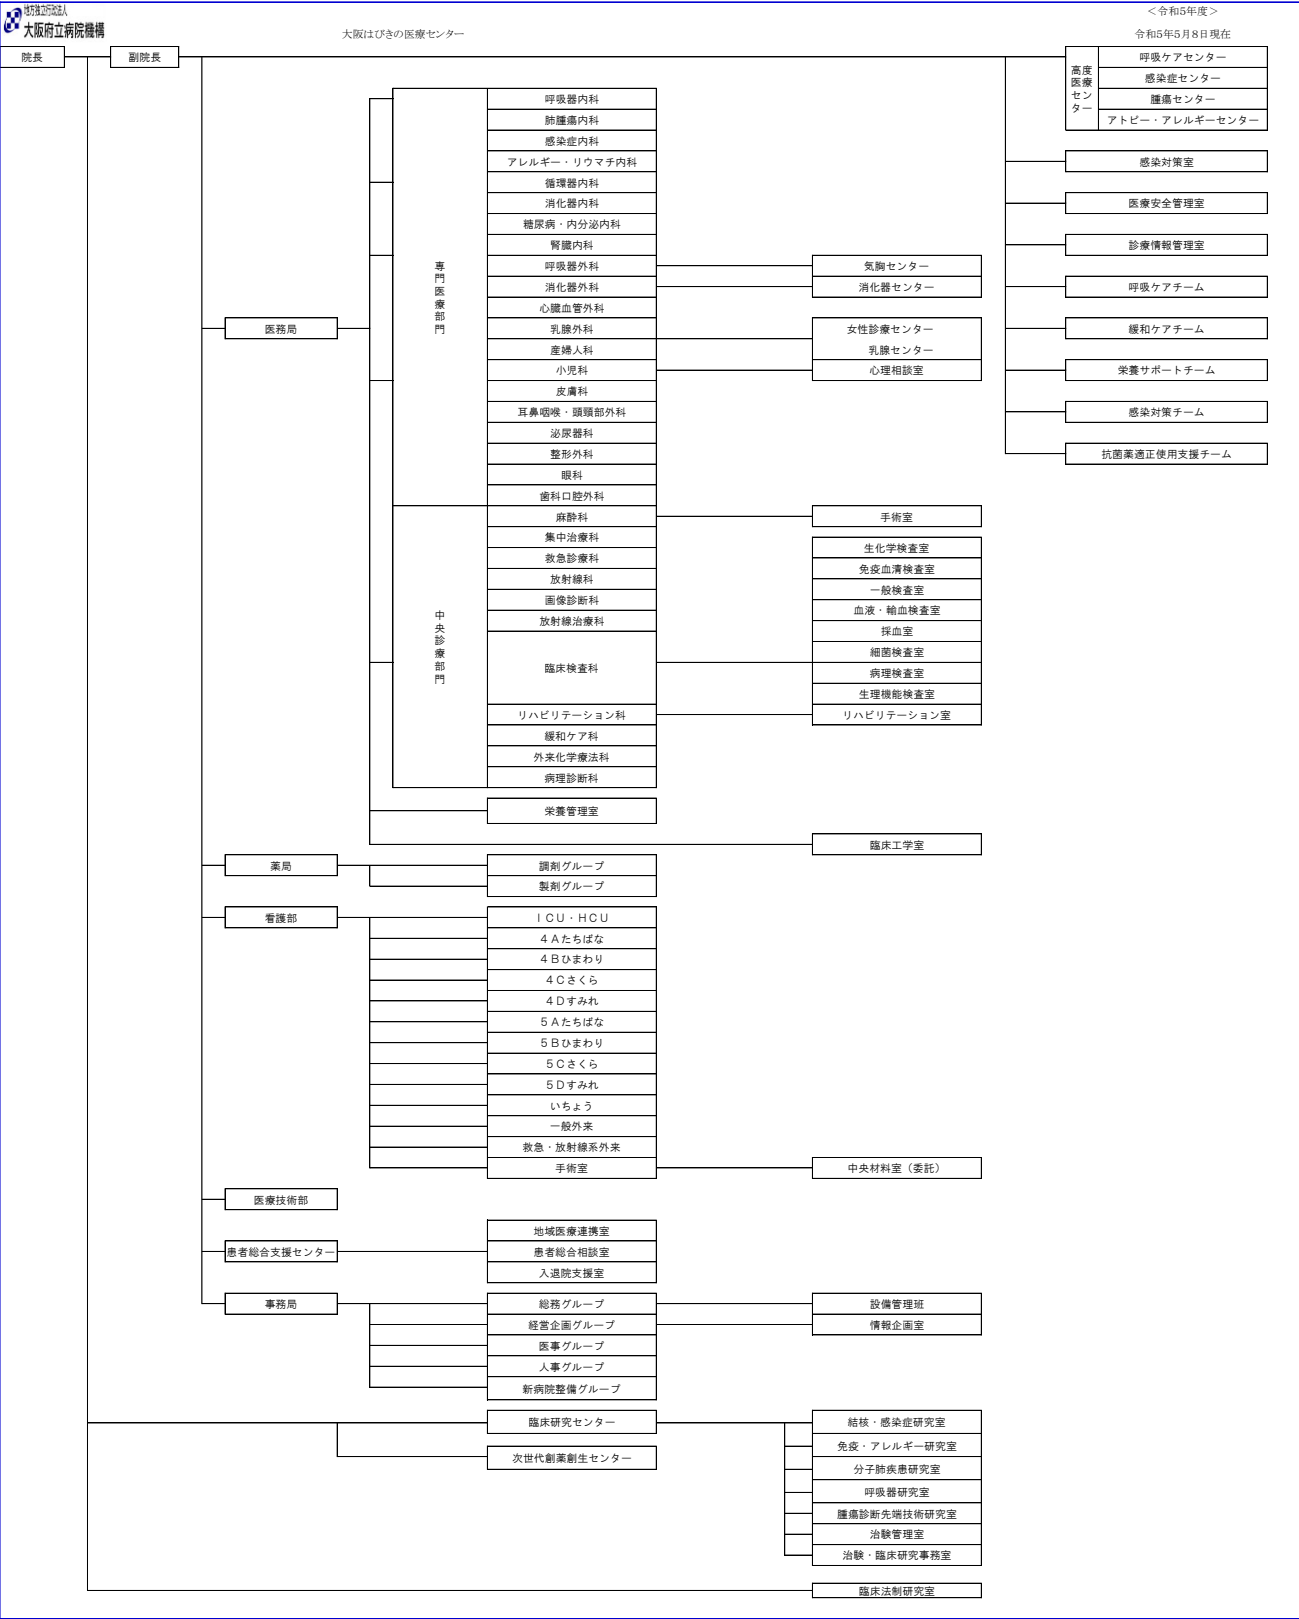 地方独立行政法人
大阪府立病院機構
大阪はびきの医療センター
＜令和5年度＞
令和5年5月8日現在
院長
副院長
高度
医療
セン
ター
呼吸ケアセンター
感染症センター
腫瘍センター
アトピー・アレルギーセンター
感染対策室
医療安全管理室
診療情報管理室
呼吸ケアチーム
緩和ケアチーム
栄養サポートチーム
感染対策チーム
抗菌薬適正使用支援チーム
医務局
専門医療部門
呼吸器内科
肺腫瘍内科
感染症内科
アレルギー・リウマチ内科
循環器内科
消化器内科
糖尿病・内分泌内科
腎臓内科
呼吸器外科
気胸センター
消化器外科
消化器センター
心臓血管外科
乳腺外科
女性診療センター
産婦人科
乳腺センター
小児科
心理相談室
皮膚科
耳鼻咽喉・頭頸部外科
泌尿器科
整形外科
眼科
歯科口腔外科
中央診療部門
麻酔科
手術室
集中治療科
救急診療科
放射線科
画像診断科
放射線治療科
臨床検査科
生化学検査室
免疫血清検査室
一般検査室
血液・輸血検査室
採血室
細菌検査室
病理検査室
生理機能検査室
リハビリテーション科
リハビリテーション室
緩和ケア科
外来化学療法科
病理診断科
栄養管理室
臨床工学室
薬局
調剤グループ
製剤グループ
看護部
ＩＣＵ・ＨＣＵ
４Ａたちばな
４Ｂひまわり
４Ｃさくら
４Ｄすみれ
５Ａたちばな
５Ｂひまわり
５Ｃさくら
５Ｄすみれ
いちょう
一般外来
救急・放射線系外来
手術室
中央材料室（委託）
医療技術部
患者総合支援センター
地域医療連携室
患者総合相談室
入退院支援室
事務局
総務グループ
設備管理班
経営企画グループ
情報企画室
医事グループ
人事グループ
新病院整備グループ
臨床研究センター
次世代創薬創生センター
結核・感染症研究室
免疫・アレルギー研究室
分子肺疾患研究室
呼吸器研究室
腫瘍診断先端技術研究室
治験管理室
治験・臨床研究事務室
臨床法制研究室